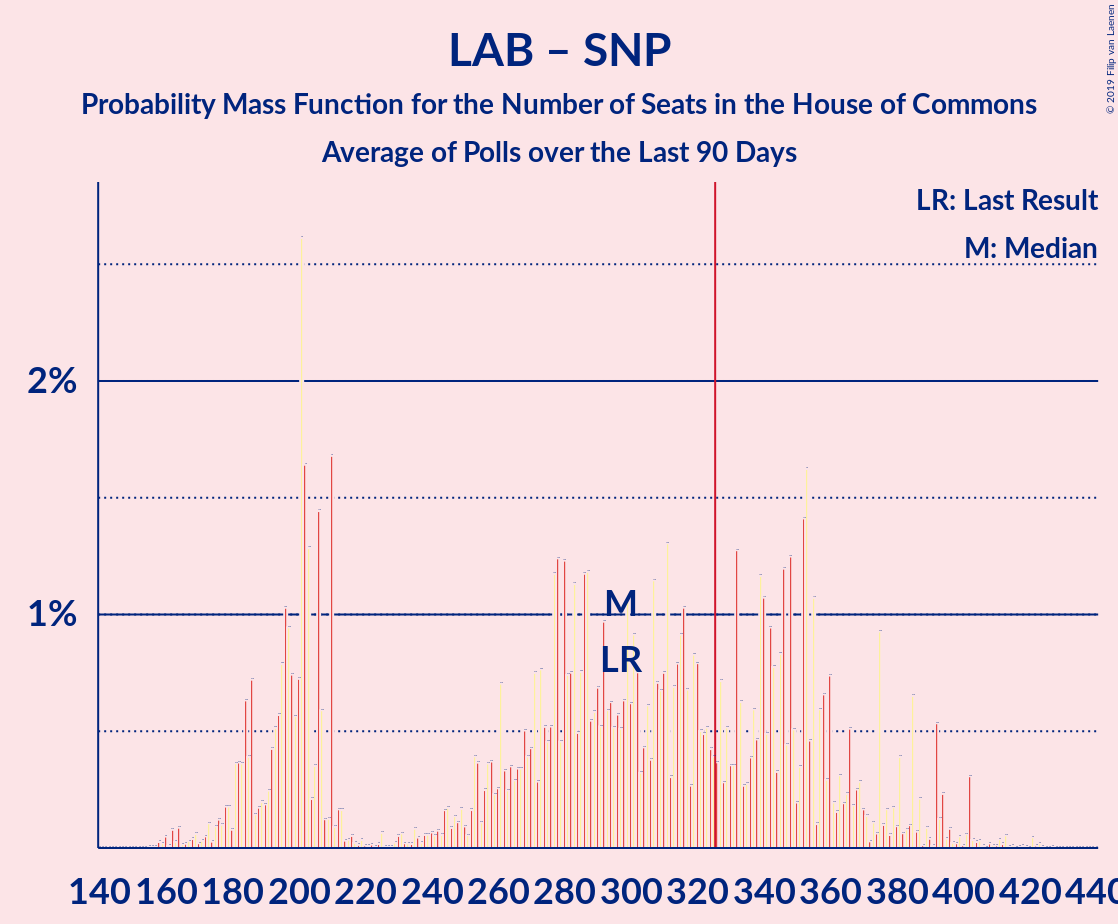 LAB – SNP
Probability Mass Function for the Number of Seats in the House of Commons
Average of Polls over the Last 90 Days
© 2019 Filip van Laenen
LR: Last Result
M: Median
2%
1%
M
LR
140 160 180 200 220 240 260 280 300 320 340 360 380 400 420 440